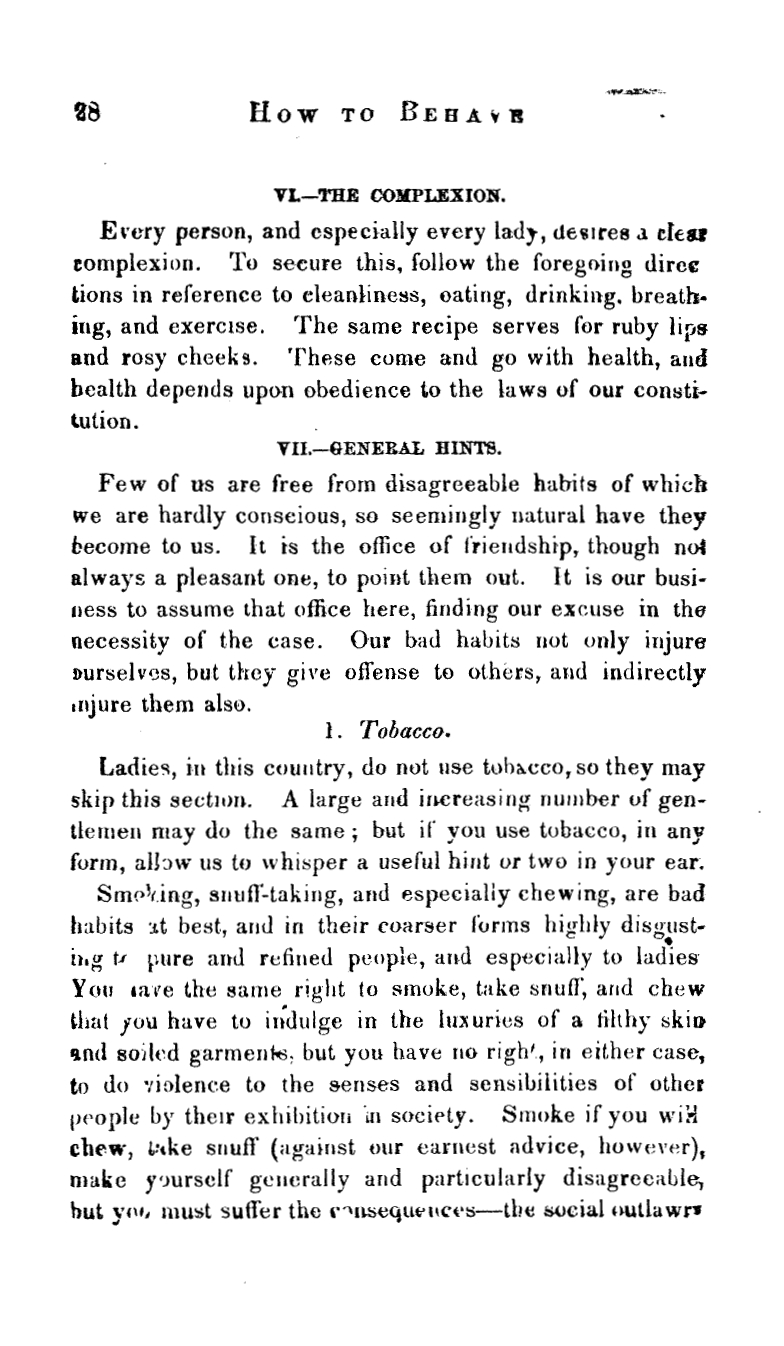 28 HOW TO BEHAVE
VI.—THE COMPLEXION.
Every person, and especially every lady, desires a clear
complexion. To secure this, follow the foregoing direc
tions in reference to cleanliness, eating, drinking, breath-
ing, and exercise. The same recipe serves for ruby lips
and rosy cheeks. These come and go with health, and
health depends upon obedience to the laws of our consti-
tution.
VII.—GENERAL HINTS.
Few of us are free from disagreeable habits of which
we are hardly conscious, so seemingly natural have they
become to us. It is the office of friendship, though not
always a pleasant one, to point them out. It is our busi-
ness to assume that office here, finding our excuse in the
necessity of the case. Our bad habits not only injure
ourselves, but they give offense to others, and indirectly
injure them also.
1. Tobacco.
Ladies, in this country, do not use tobacco, so they may
skip this section. A large and increasing number of gen-
tlemen may do the same; but if you use tobacco, in any
form, allow us to whisper a useful hint or two in your ear.
Smoking, snuff-taking, and especially chewing, are bad
habits at best, and in their coarser forms highly disgust-
ing to pure and refined people, and especially to ladies
You have the same right to smoke, take snuff, and chew
that you have to indulge in the luxuries of a filthy skin
and soiled garments, but you have no right, in either case,
to do violence to the senses and sensibilities of other
people by their exhibition in society. Smoke if you will
chew, take snuff (against our earnest advice, however),
make yourself generally and particularly disagreeable,
but you must suffer the consequences—the social outlawry